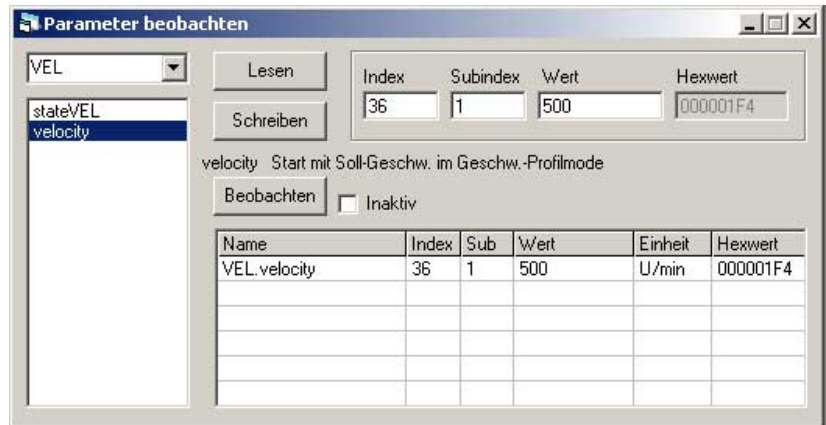 Parameter beobachten
VEL
Lesen
Index Subindex Wert Hexwert
36 1 500 000001F4
Schreiben
stateVEL
velocity
velocity Start mit Soll-Geschw. im Geschw.-Profilmode
Beobachten
Inaktiv
Name Index Sub Wert Einheit Hexwert
VEL.velocity 36 1 500 U/min 000001F4